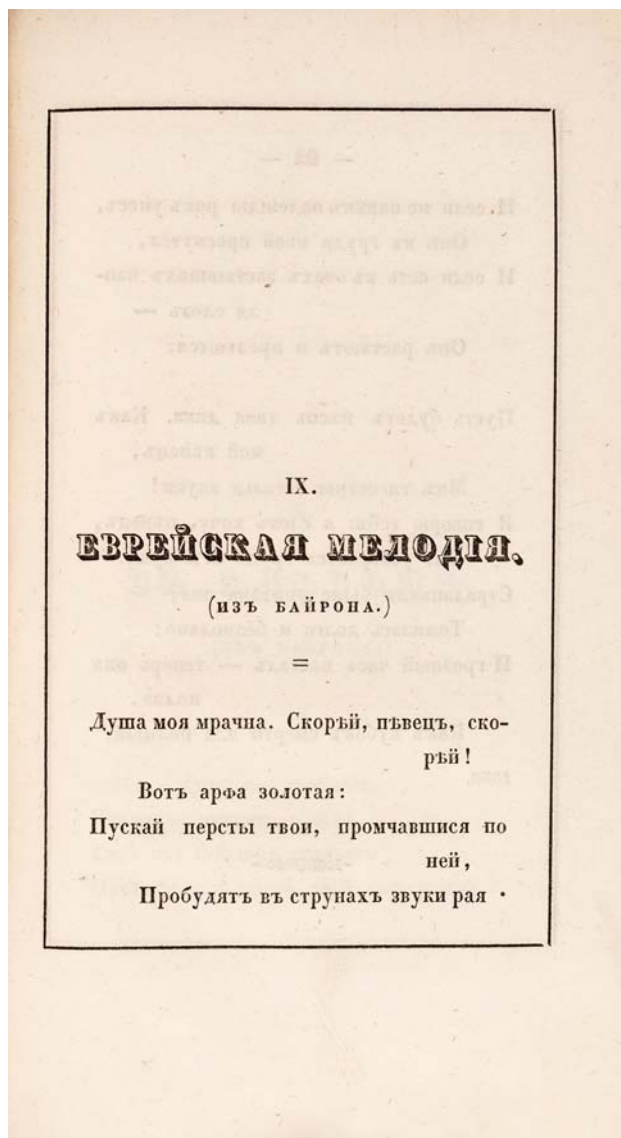 IX.
ЕВРЕЙСКАЯ МЕЛОДІЯ.
(ИЗЪ БАЙРОНА.)
Душа моя мрачна. Скорѣй, пѣвецъ, ско-
рѣй!
Вотъ арфа золотая:
Пускай персты твои, промчавшися по
ней,
Пробудятъ въ струнахъ звуки рая ·